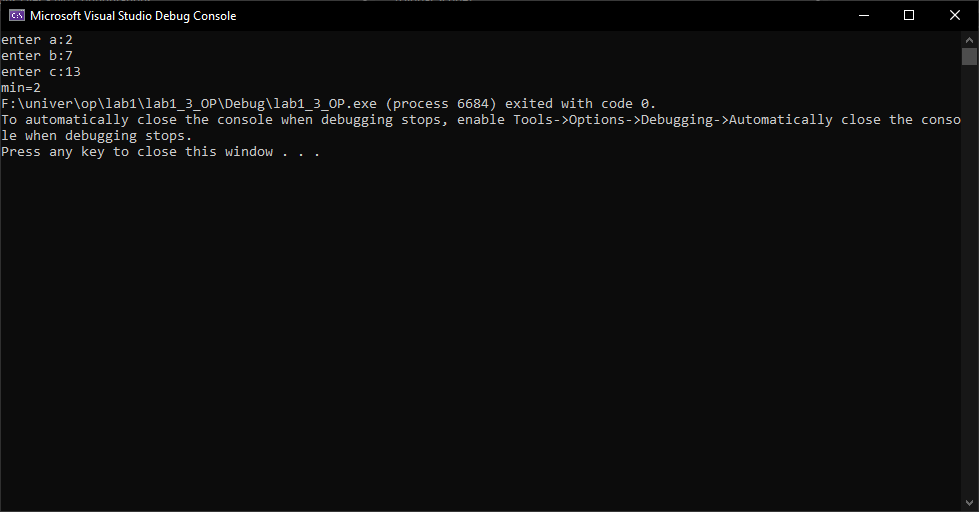 Microsoft Visual Studio Debug Console
enter a:2
enter b:7
enter c:13
min=2
F:\univer\op\lab1\lab1_3_OP\Debug\lab1_3_OP.exe (process 6684) exited with code 0.
To automatically close the console when debugging stops, enable Tools->Options->Debugging->Automatically close the conso
le when debugging stops.
Press any key to close this window . . .